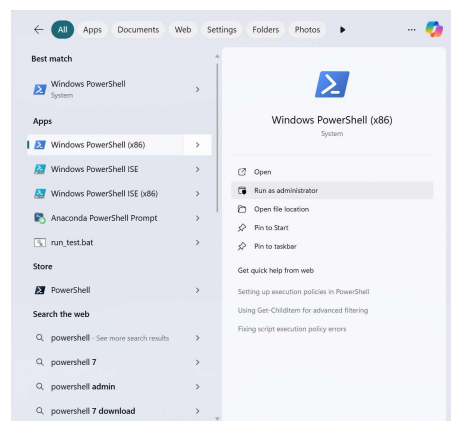 All Apps Documents Web Settings Folders Photos
Best match
Windows PowerShell
System
Apps
Windows PowerShell (x86)
Windows PowerShell ISE
Windows PowerShell ISE (x86)
Anaconda PowerShell Prompt
run_test.bat
Store
PowerShell
Search the web
powershell - See more search results
powershell 7
powershell admin
powershell 7 download
Windows PowerShell (x86)
System
Open
Run as administrator
Open file location
Pin to Start
Pin to taskbar
Get quick help from web
Setting up execution policies in PowerShell
Using Get-ChildItem for advanced filtering
Fixing script execution policy errors